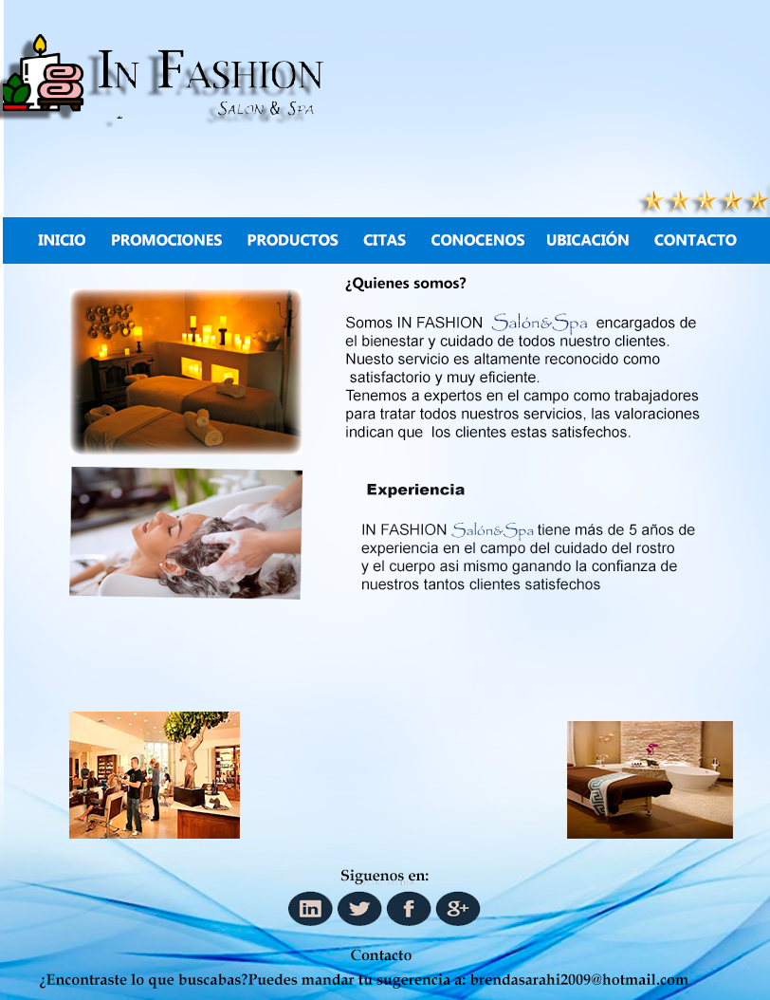 IN FASHION
SALON & SPA
INICIO PROMOCIONES PRODUCTOS CITAS CONOCENOS UBICACIÓN CONTACTO
¿Quienes somos?
Somos IN FASHION Salón&Spa encargados de
el bienestar y cuidado de todos nuestro clientes.
Nuesto servicio es altamente reconocido como
satisfactorio y muy eficiente.
Tenemos a expertos en el campo como trabajadores
para tratar todos nuestros servicios, las valoraciones
indican que los clientes estas satisfechos.
Experiencia
IN FASHION Salón&Spa tiene más de 5 años de
experiencia en el campo del cuidado del rostro
y el cuerpo asi mismo ganando la confianza de
nuestros tantos clientes satisfechos
Siguenos en:
in f g+
Contacto
¿Encontraste lo que buscabas?Puedes mandar tu sugerencia a: brendasarahi2009@hotmail.com